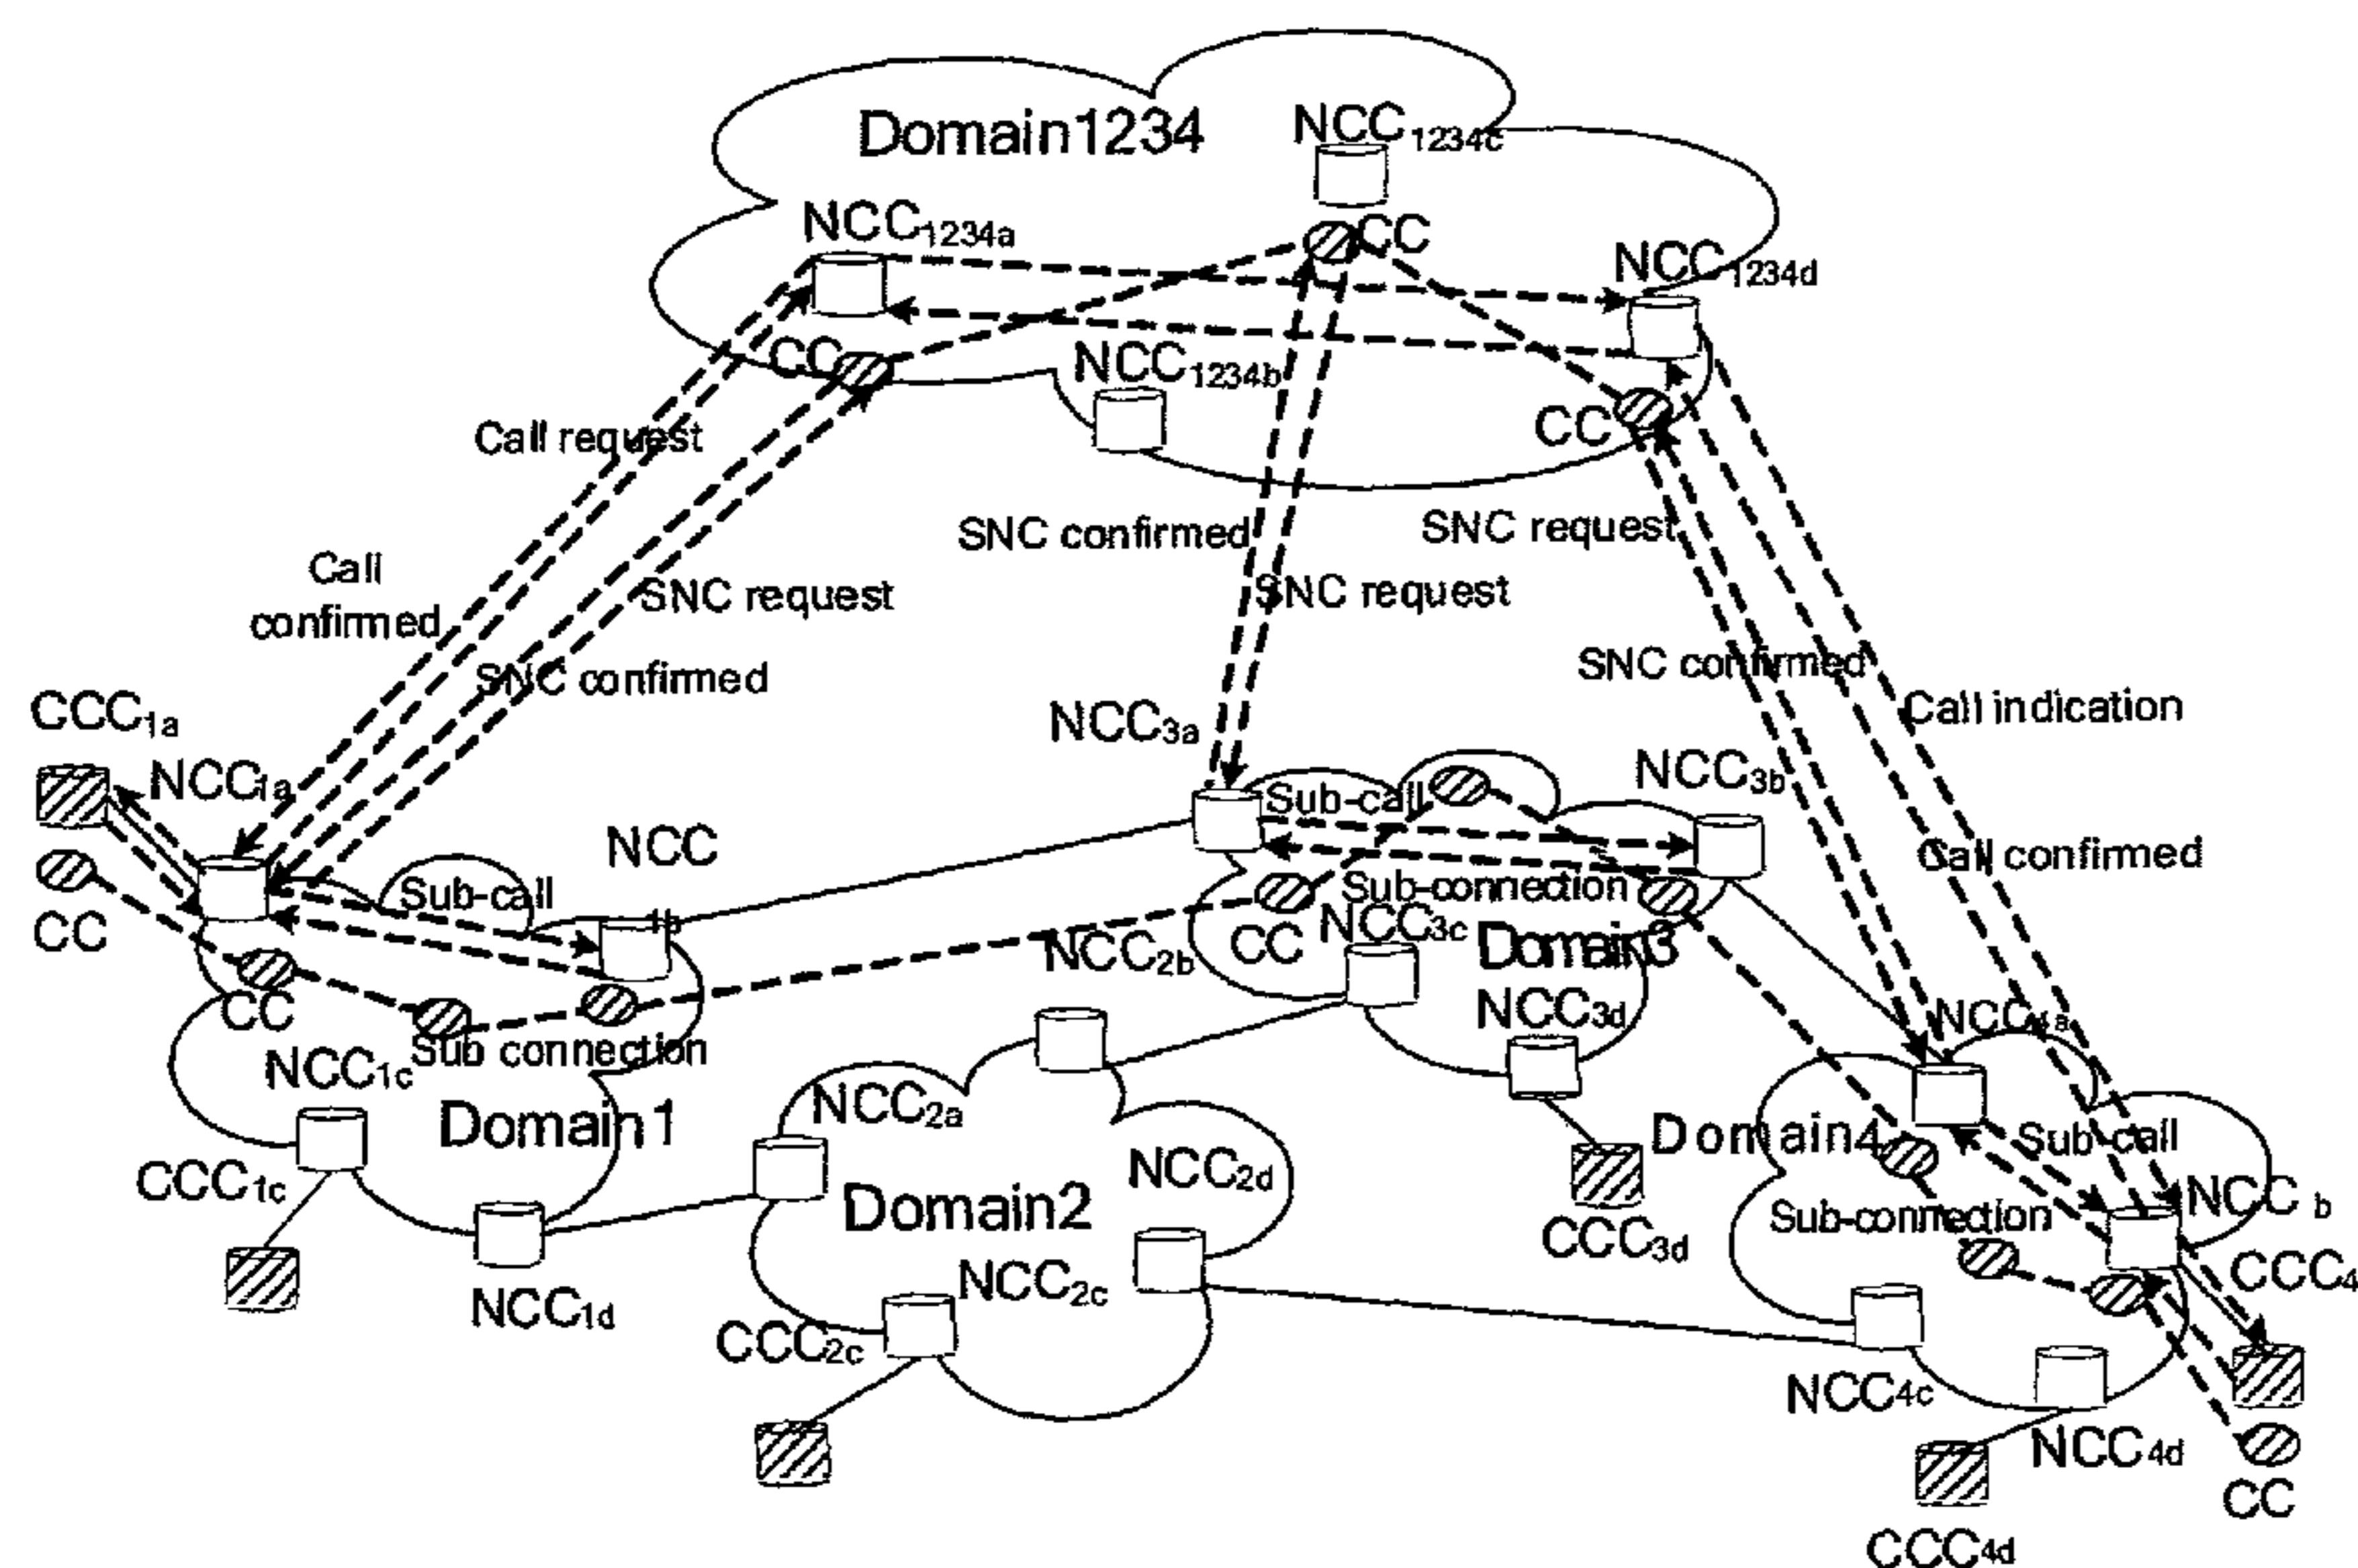 Domain1234
NCC1234c
NCC1234a
CC
NCC1234d
CC
NCC1234b
CC
Call request
SNC confirmed
SNC request
Call
confirmed
SNC request
SNC request
SNC confirmed
SNC confirmed
CCC1a
NCC3a
Call indication
NCC1a
NCC3b
Sub-call
NCC
1b
Call confirmed
Sub-call
Sub-connection
CC
NCC3c
CC
NCC2b
Domain3
CC
NCC3d
NCC4a
Sub connection
NCC1c
NCC2a
Domain1
Domain4
Sub-call
CCC1c
NCC2d
Domain2
NCC b
Sub-connection
CCC3d
NCC2c
CCC4
NCC1d
CCC2c
NCC4c
NCC4d
CC
CCC4d